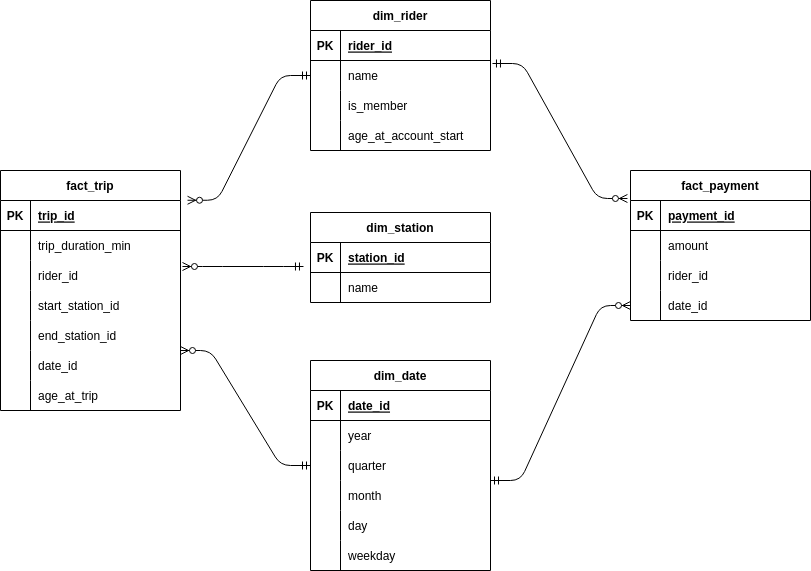 dim_rider
PK rider_id
name
is_member
age_at_account_start
fact_trip
PK trip_id
trip_duration_min
rider_id
start_station_id
end_station_id
date_id
age_at_trip
dim_station
PK station_id
name
dim_date
PK date_id
year
quarter
month
day
weekday
fact_payment
PK payment_id
amount
rider_id
date_id